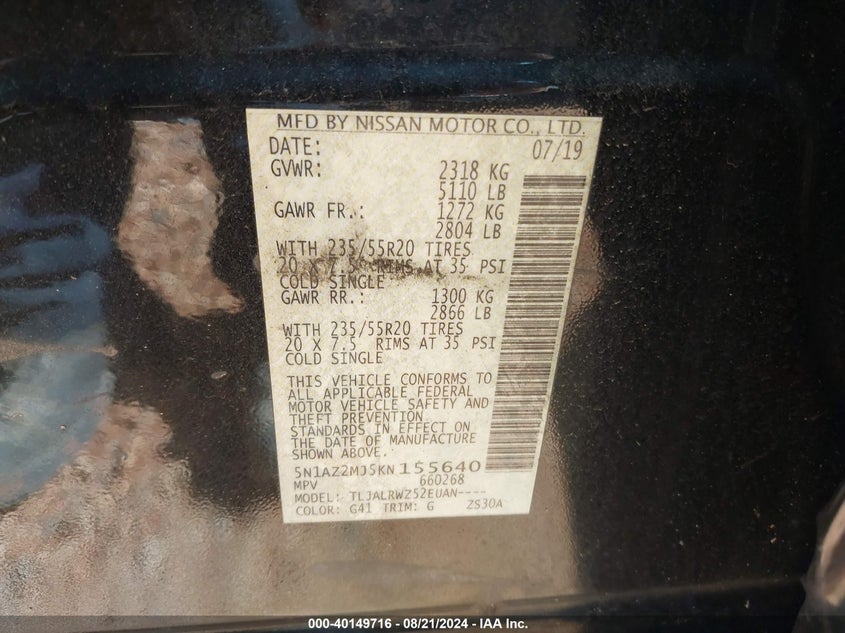 MFD BY NISSAN MOTOR CO., LTD.
DATE: 07/19
GVWR: 2318 KG
5110 LB
GAWR FR.: 1272 KG
2804 LB
WITH 235/55R20 TIRES
20 X 7.5 RIMS AT 35 PSI
COLD SINGLE
GAWR RR.: 1300 KG
2866 LB
WITH 235/55R20 TIRES
20 X 7.5 RIMS AT 35 PSI
COLD SINGLE
THIS VEHICLE CONFORMS TO
ALL APPLICABLE FEDERAL
MOTOR VEHICLE SAFETY AND
THEFT PREVENTION
STANDARDS IN EFFECT ON
THE DATE OF MANUFACTURE
SHOWN ABOVE.
5N1AZ2MJ5KN155640
MPV 660268
MODEL: TLJALRWZ52EUAN----
COLOR: G41 TRIM: G ZS30A
000-40149716 - 08/21/2024 - IAA Inc.